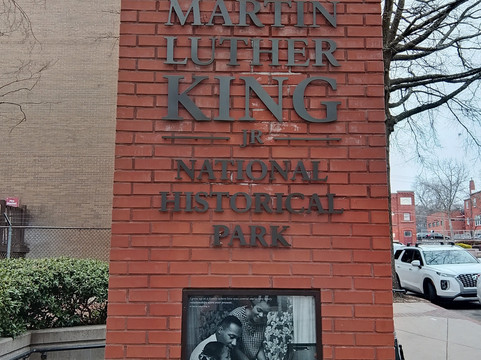 MARTIN
LUTHER
KING
JR
NATIONAL
HISTORICAL
PARK